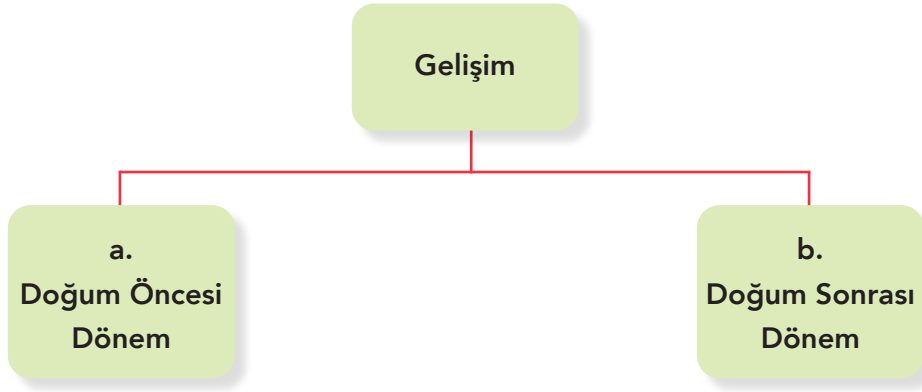 Gelişim
a.
Doğum Öncesi
Dönem
b.
Doğum Sonrası
Dönem